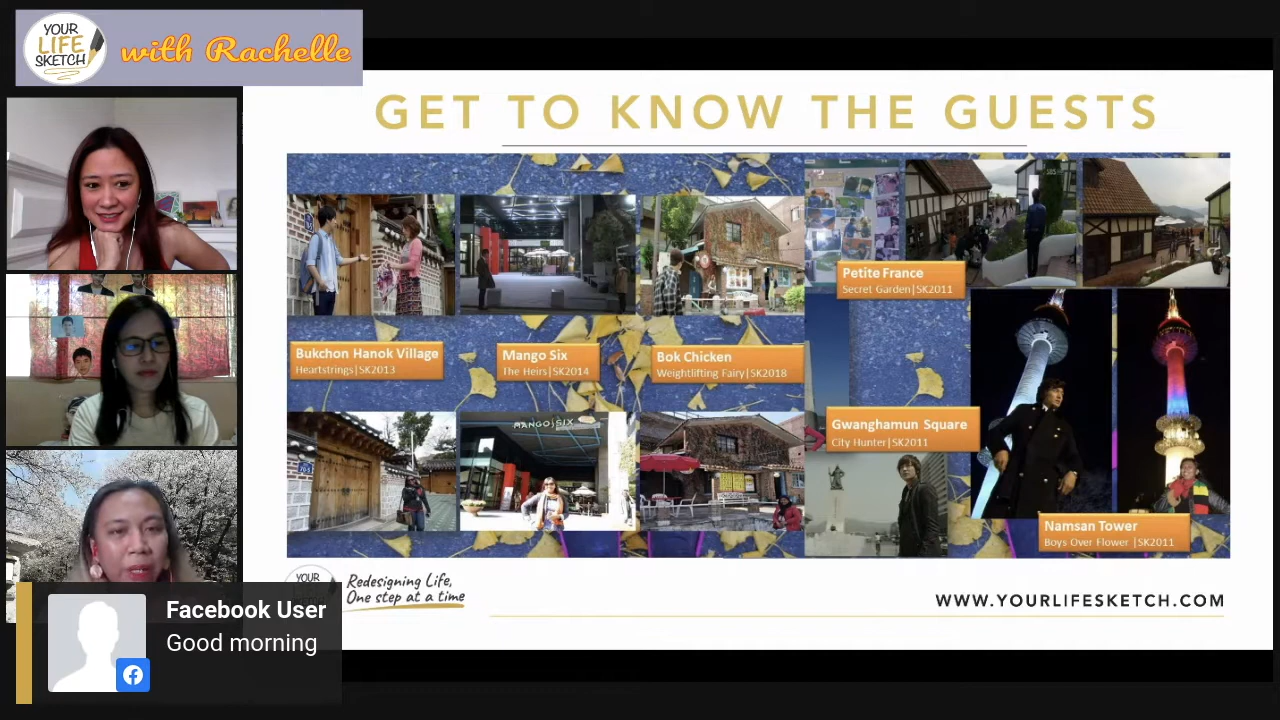 YOUR
LIFE
SKETCH
with Rachelle
GET TO KNOW THE GUESTS
Petite France
Secret Garden|SK2011
Bukchon Hanok Village
Heartstrings|SK2013
Mango Six
The Heirs|SK2014
Bok Chicken
Weightlifting Fairy|SK2018
Gwanghamun Square
City Hunter|SK2011
MANGO SIX
Namsan Tower
Boys Over Flower |SK2011
YOUR
Redesigning Life,
One step at a time
WWW.YOURLIFESKETCH.COM
Facebook User
Good morning